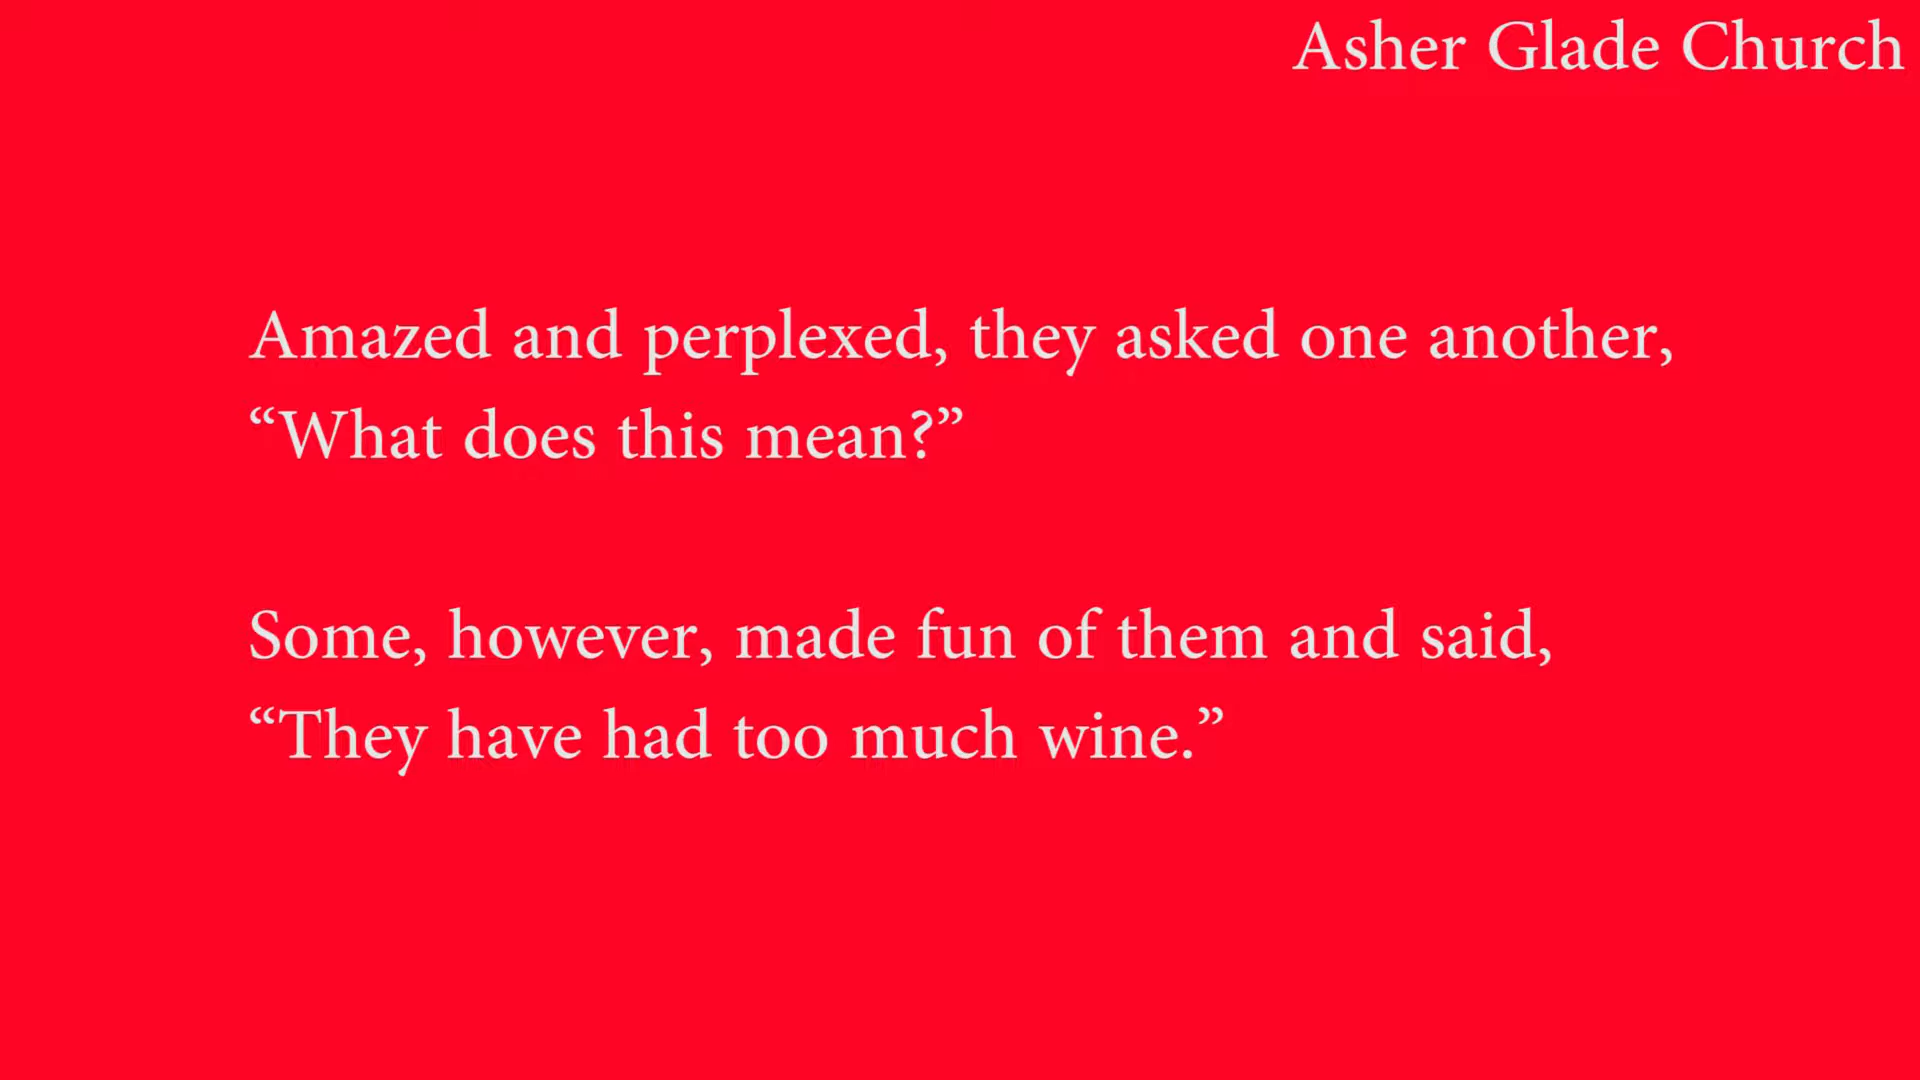 Asher Glade Church
Amazed and perplexed, they asked one another,
“What does this mean?”
Some, however, made fun of them and said,
“They have had too much wine.”